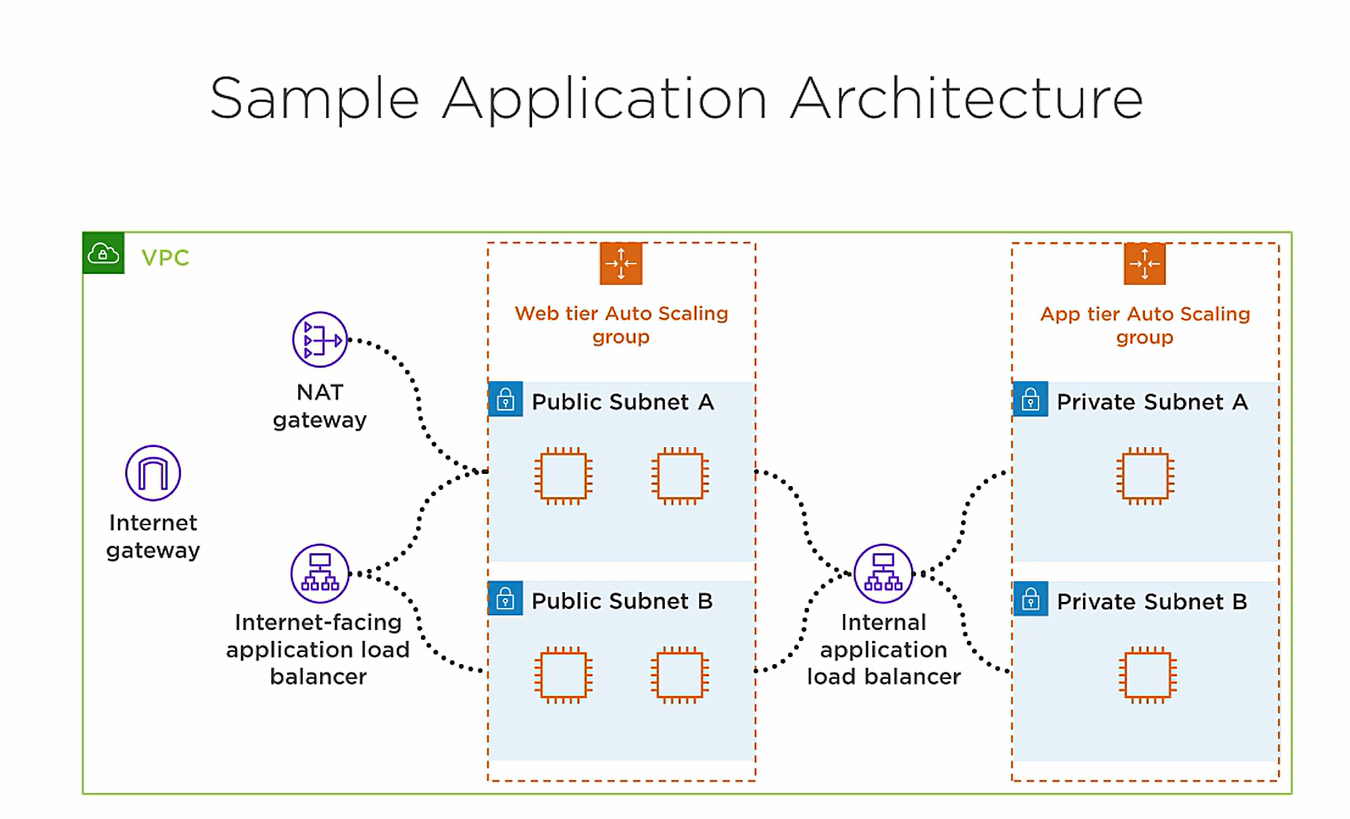 Sample Application Architecture
VPC
Web tier Auto Scaling
group
App tier Auto Scaling
group
NAT
gateway
Public Subnet A
Private Subnet A
Internet
gateway
Internet-facing
application load
balancer
Public Subnet B
Internal
application
load balancer
Private Subnet B